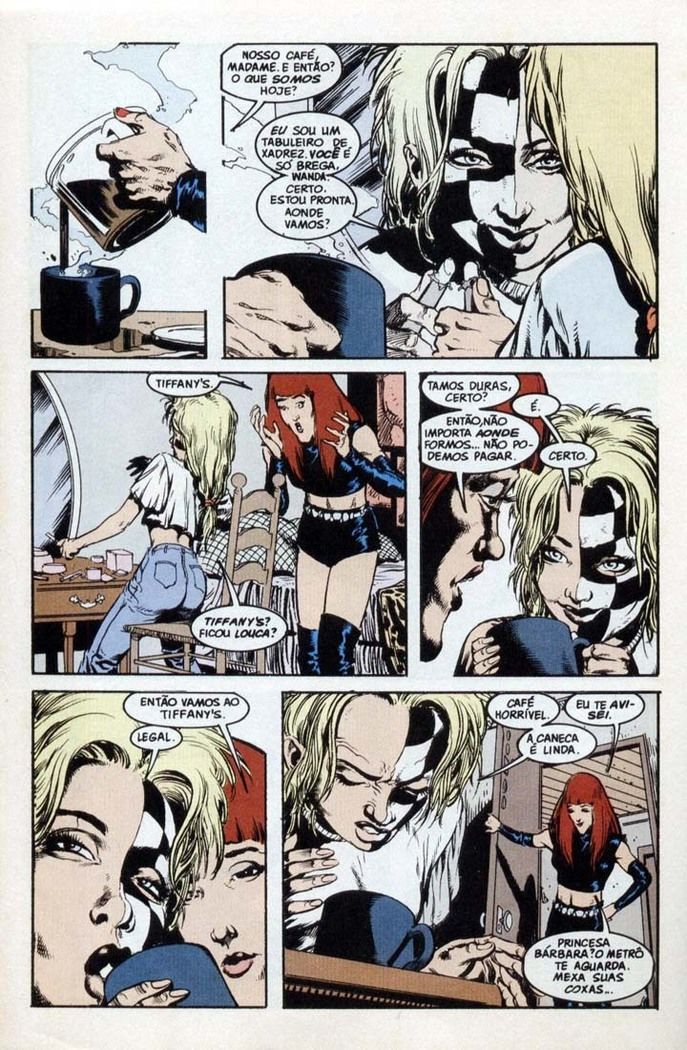 NOSSO CAFÉ,
MADAME. E ENTÃO?
O QUE SOMOS
HOJE?
EU SOU UM
TABULEIRO DE
XADREZ. VOCÊ É
SÓ BREGA,
WANDA.
CERTO.
ESTOU PRONTA.
AONDE
VAMOS?
TIFFANY'S.
TIFFANY'S?
FICOU LOUCA?
TAMOS DURAS,
CERTO?
É.
ENTÃO, NÃO
IMPORTA AONDE
FORMOS... NÃO PO-
DEMOS PAGAR.
CERTO.
ENTÃO VAMOS AO
TIFFANY'S.
LEGAL.
CAFÉ
HORRÍVEL.
EU TE AVI-
SEI.
A CANECA
É LINDA.
PRINCESA
BÁRBARA? O METRÔ
TE AGUARDA.
MEXA SUAS
COXAS...